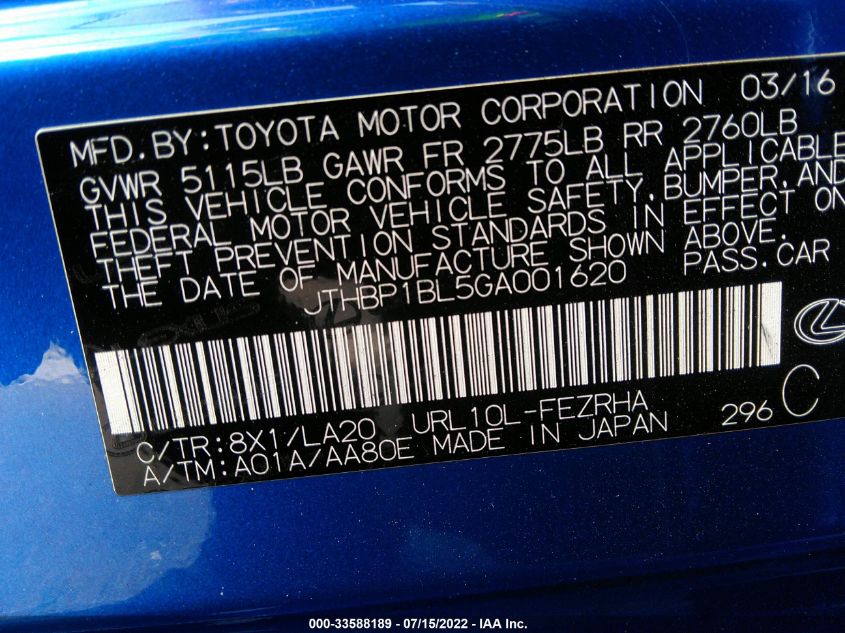 MFD. BY: TOYOTA MOTOR CORPORATION 03/16
GVWR 5115LB GAWR FR 2775LB RR 2760LB
THIS VEHICLE CONFORMS TO ALL APPLICABLE
FEDERAL MOTOR VEHICLE SAFETY, BUMPER, AND
THEFT PREVENTION STANDARDS IN EFFECT ON
THE DATE OF MANUFACTURE SHOWN ABOVE.
JTHBP1BL5GA001620 PASS. CAR
C/TR: 8X1/LA20 URL10L-FEZRHA
A/TM: A01A/AA80E MADE IN JAPAN 296 C
000-33588189 - 07/15/2022 - IAA Inc.